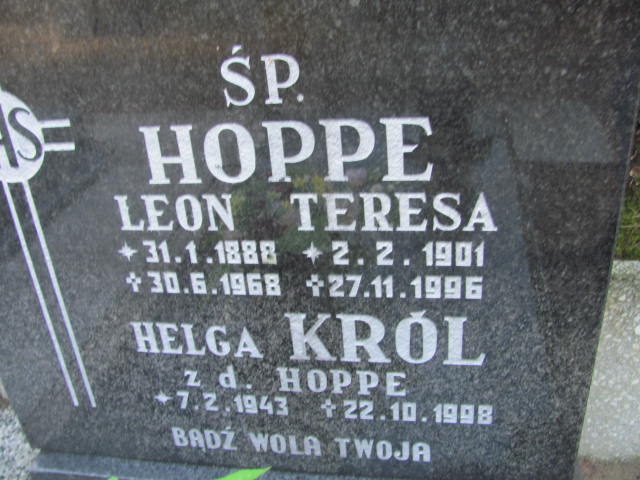 ŚP.
HOPPE
LEON TERESA
* 31.1.1888 * 2.2.1901
✝ 30.6.1968 ✝ 27.11.1996
HELGA KRÓL
z d. HOPPE
* 7.2.1943 ✝ 22.10.1998
BĄDŹ WOLA TWOJA
S